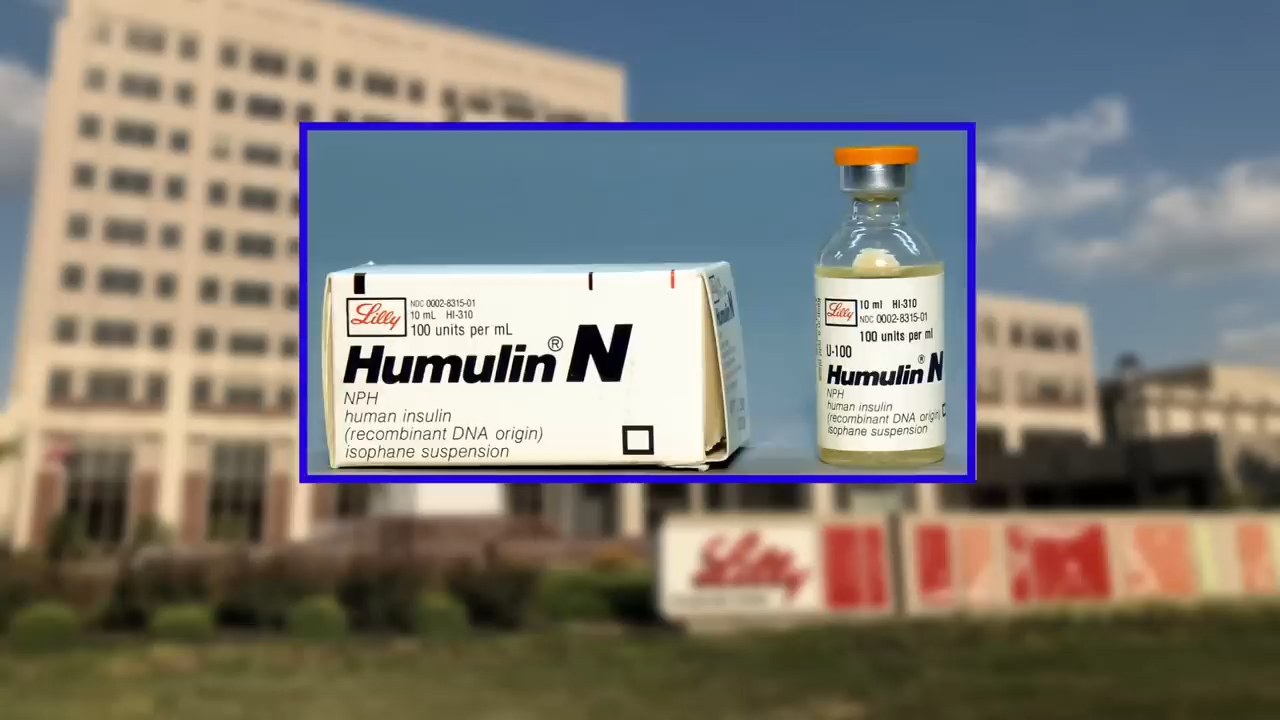 Lilly
NDC 0002-8315-01
10 mL HI-310
100 units per mL
Humulin® N
NPH
human insulin
(recombinant DNA origin)
isophane suspension
Lilly
10 ml HI-310
NDC 0002-8315-01
100 units per ml
U-100
Humulin® N
NPH
human insulin
(recombinant DNA origin)
isophane suspension
Lilly